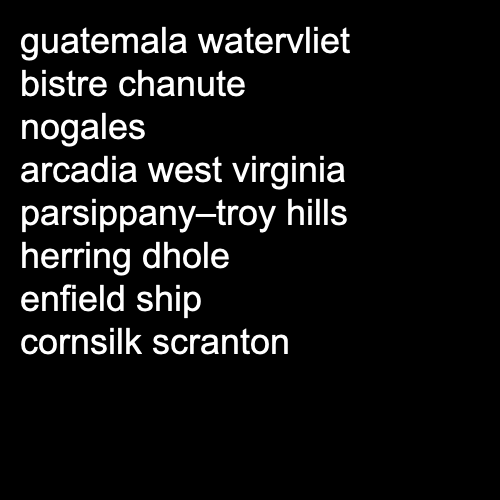 guatemala watervliet
bistre chanute
nogales
arcadia west virginia
parsippany–troy hills
herring dhole
enfield ship
cornsilk scranton